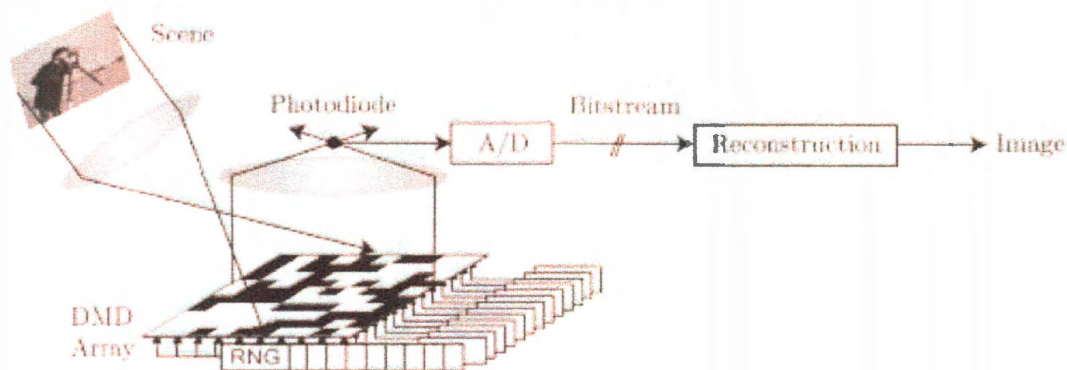 Scene
Photodiode
Bitstream
A/D
Reconstruction
Image
DMD
Array
RNG